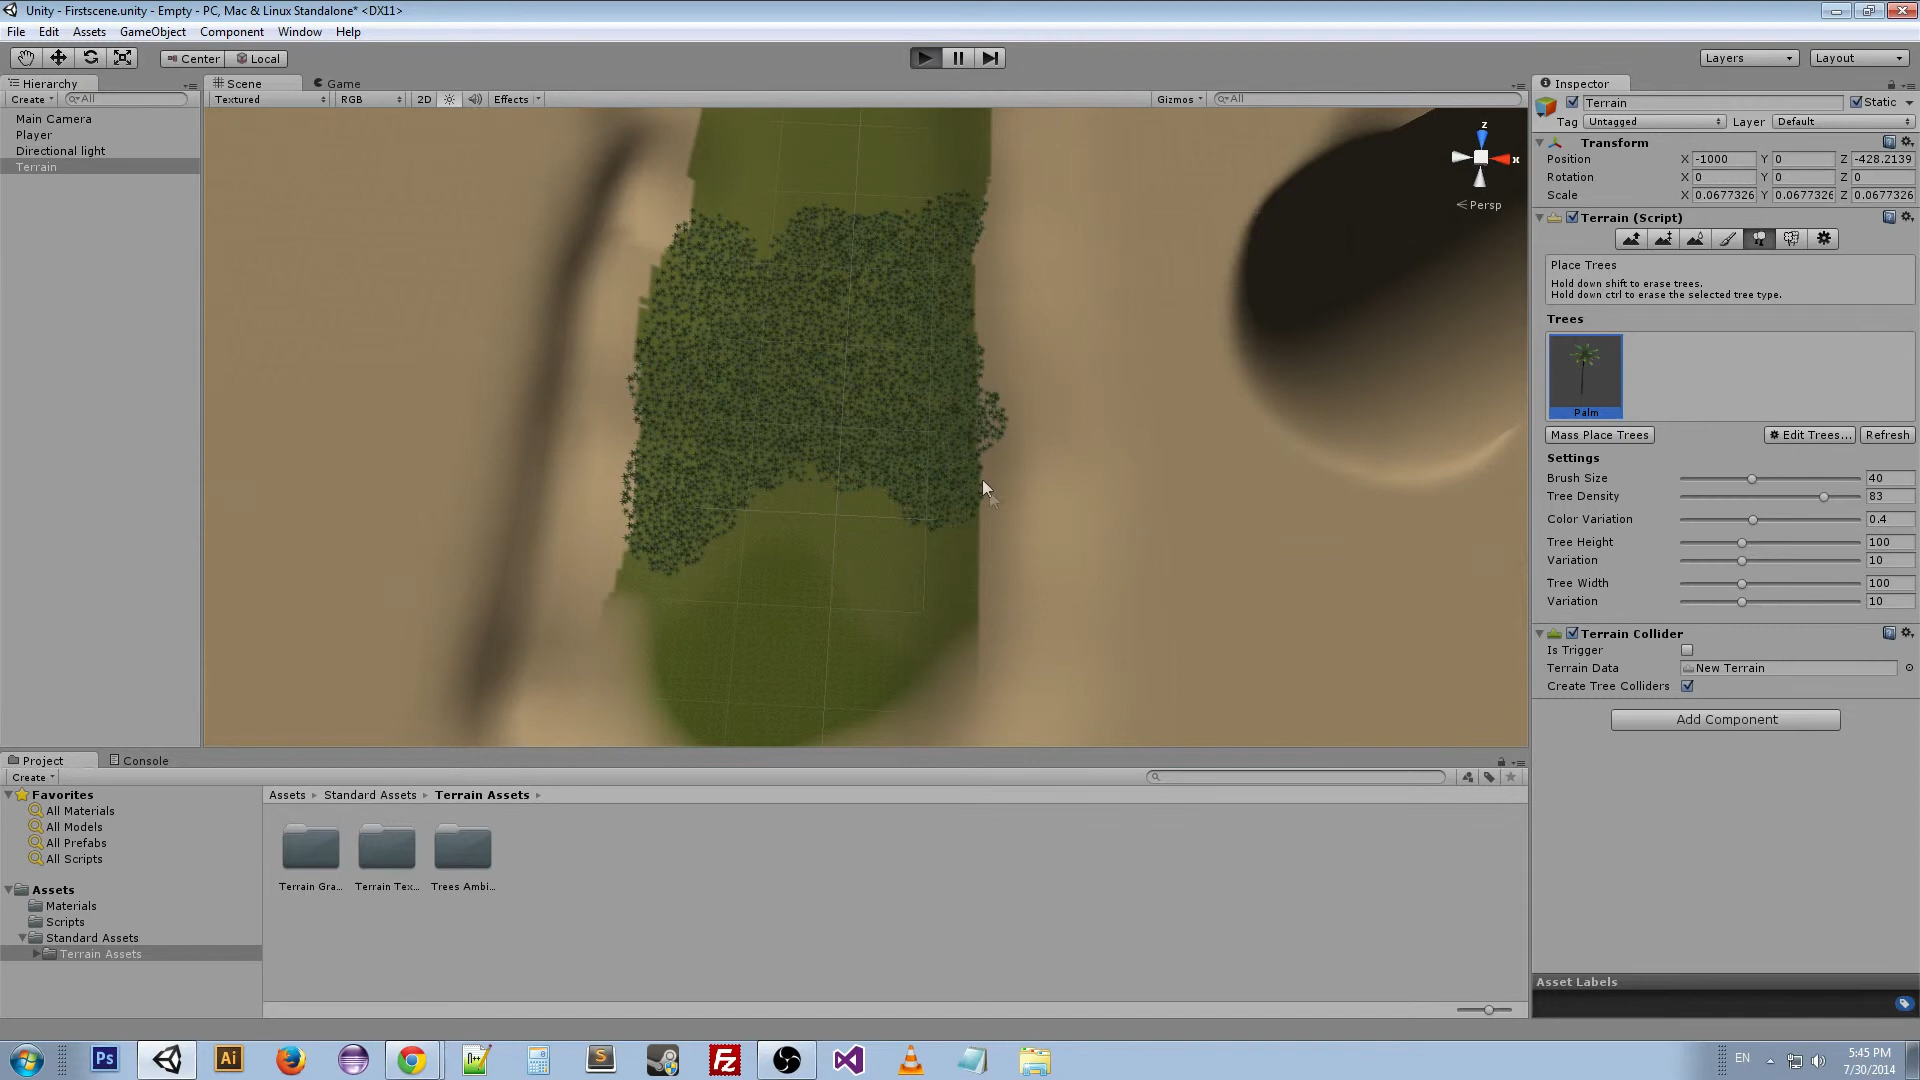 Unity - Firstscene.unity - Empty - PC, Mac & Linux Standalone* <DX11>
File Edit Assets GameObject Component Window Help
Center Local
Layers Layout
Hierarchy
Create All
Main Camera
Player
Directional light
Terrain
Scene Game
Textured RGB 2D Effects Gizmos All
z
x
Persp
Inspector
Terrain Static
Tag Untagged Layer Default
Transform
Position X -1000 Y 0 Z -428.2139
Rotation X 0 Y 0 Z 0
Scale X 0.0677326 Y 0.0677326 Z 0.0677326
Terrain (Script)
Place Trees
Hold down shift to erase trees.
Hold down ctrl to erase the selected tree type.
Trees
Palm
Mass Place Trees Edit Trees... Refresh
Settings
Brush Size 40
Tree Density 83
Color Variation 0.4
Tree Height 100
Variation 10
Tree Width 100
Variation 10
Terrain Collider
Is Trigger
Terrain Data New Terrain
Create Tree Colliders
Add Component
Asset Labels
Project Console
Create
Favorites
All Materials
All Models
All Prefabs
All Scripts
Assets
Materials
Scripts
Standard Assets
Terrain Assets
Assets Standard Assets Terrain Assets
Terrain Gra... Terrain Tex... Trees Ambi...
Ps Ai S Fz
EN
5:45 PM
7/30/2014